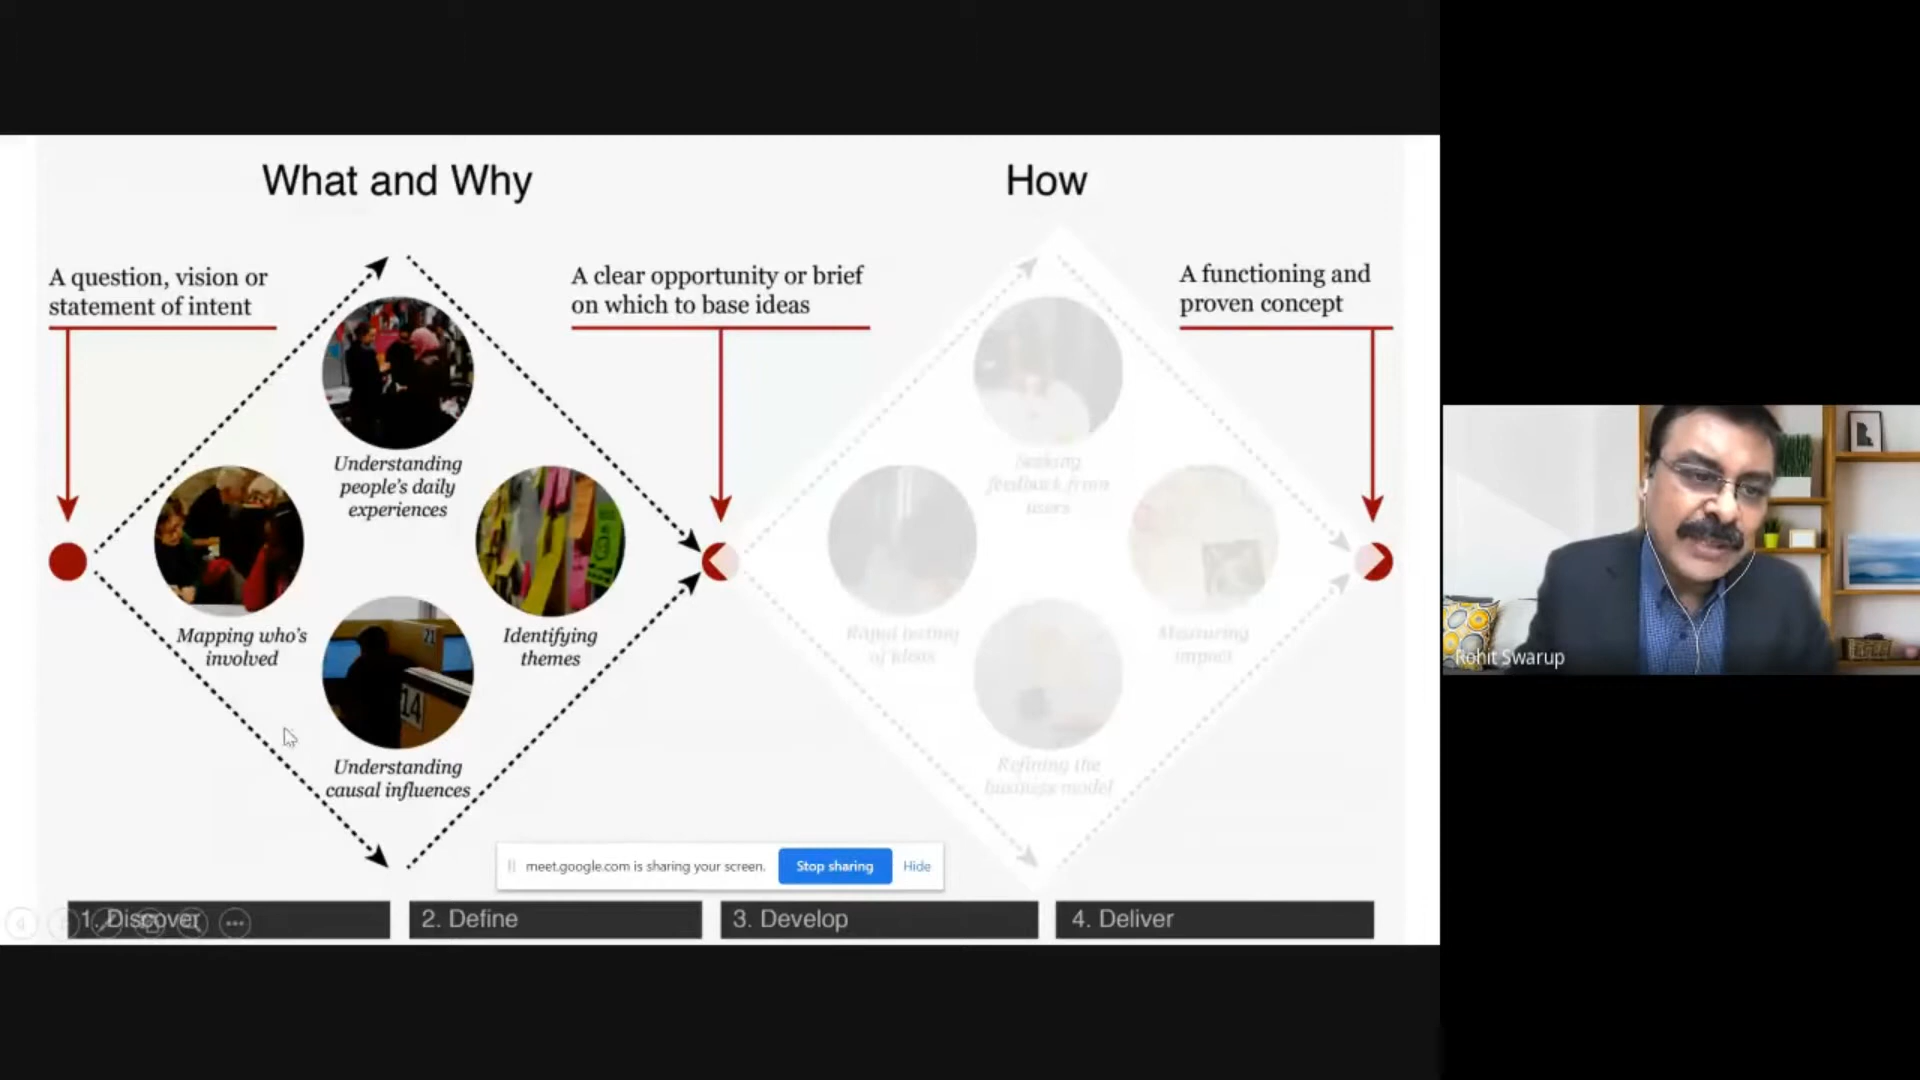 What and Why
How
A question, vision or
statement of intent
A clear opportunity or brief
on which to base ideas
A functioning and
proven concept
Understanding
people's daily
experiences
Seeking
feedback from
users
Mapping who's
involved
Identifying
themes
Rapid testing
of ideas
Measuring
impact
21
14
Understanding
causal influences
Refining the
business model
meet.google.com is sharing your screen.
Stop sharing
Hide
1. Discover
2. Define
3. Develop
4. Deliver
Rohit Swarup